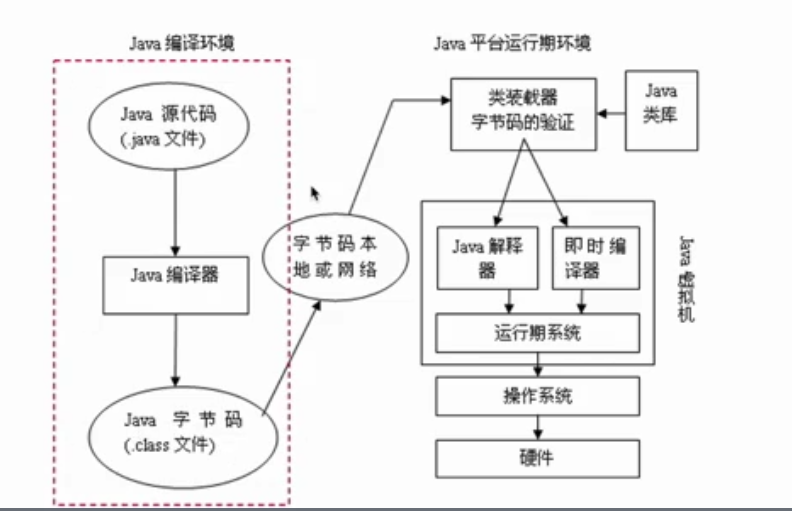 Java 编译环境
Java 源代码
(.java 文件)
Java 编译器
Java 字 节 码
(.class 文件)
字 节 码 本
地 或 网 络
Java 平台运行期环境
类装载器
字节码的验证
Java
类库
Java 解释
器
即 时 编
译器
运行期系统
Java 虚拟机
操作系统
硬件